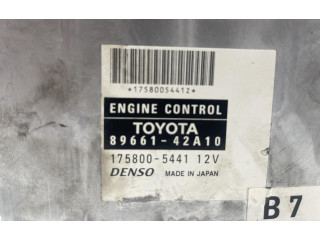 *17580054412*
ENGINE CONTROL
TOYOTA
89661-42A10
175800-5441 12V
DENSO MADE IN JAPAN
B7